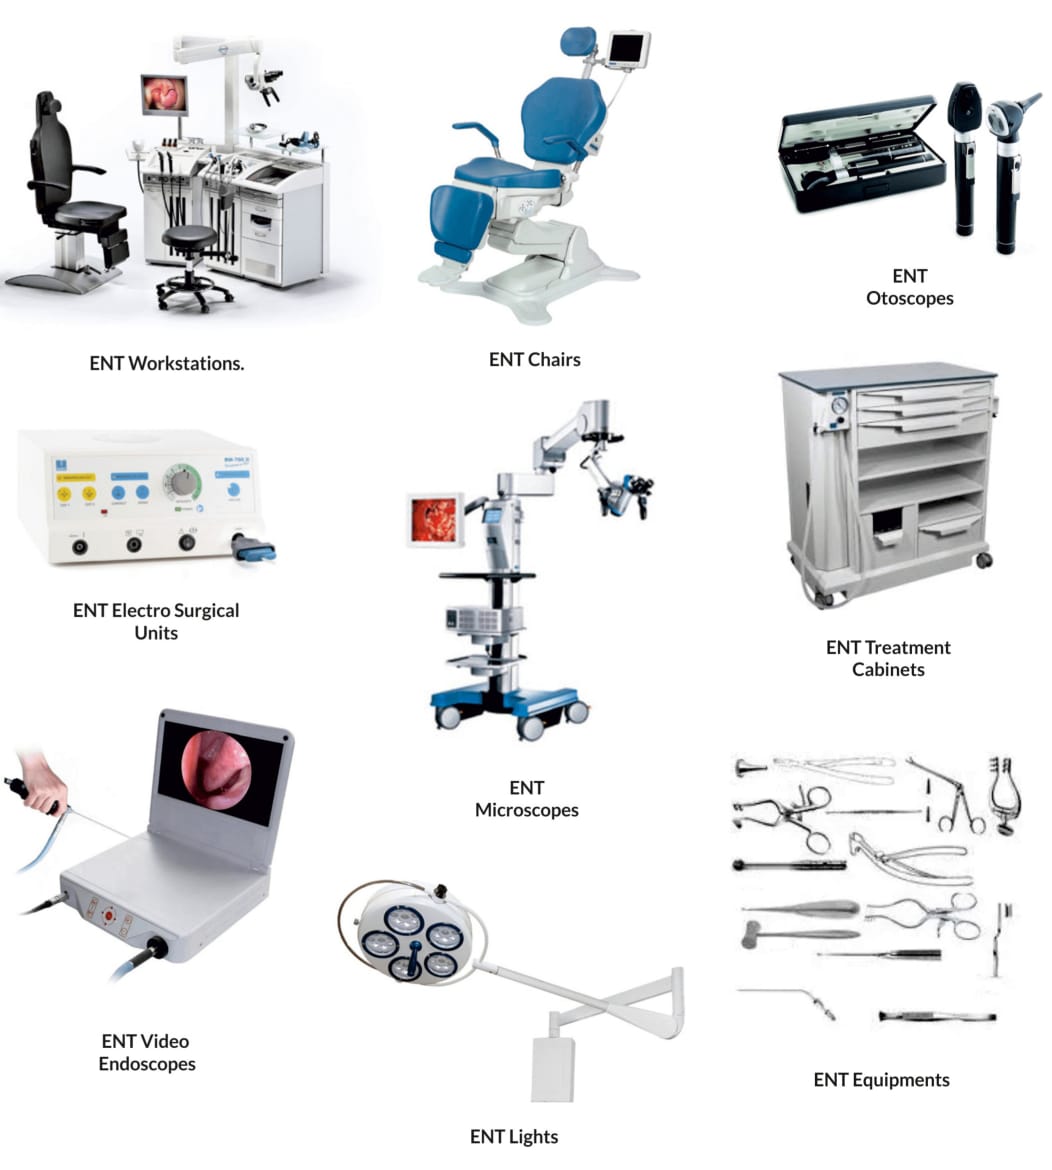 ENT Workstations.
ENT Chairs
ENT
Otoscopes
ENT Electro Surgical
Units
ENT
Microscopes
ENT Treatment
Cabinets
ENT Video
Endoscopes
ENT Lights
ENT Equipments